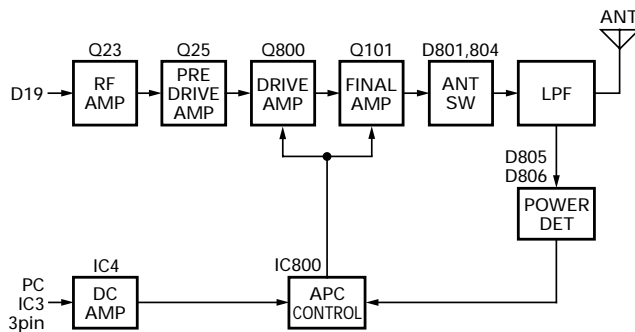 ANT
Q23
Q25
Q800
Q101
D801,804
D19
RF
AMP
PRE
DRIVE
AMP
DRIVE
AMP
FINAL
AMP
ANT
SW
LPF
D805
D806
POWER
DET
IC4
IC800
PC
IC3
3pin
DC
AMP
APC
CONTROL